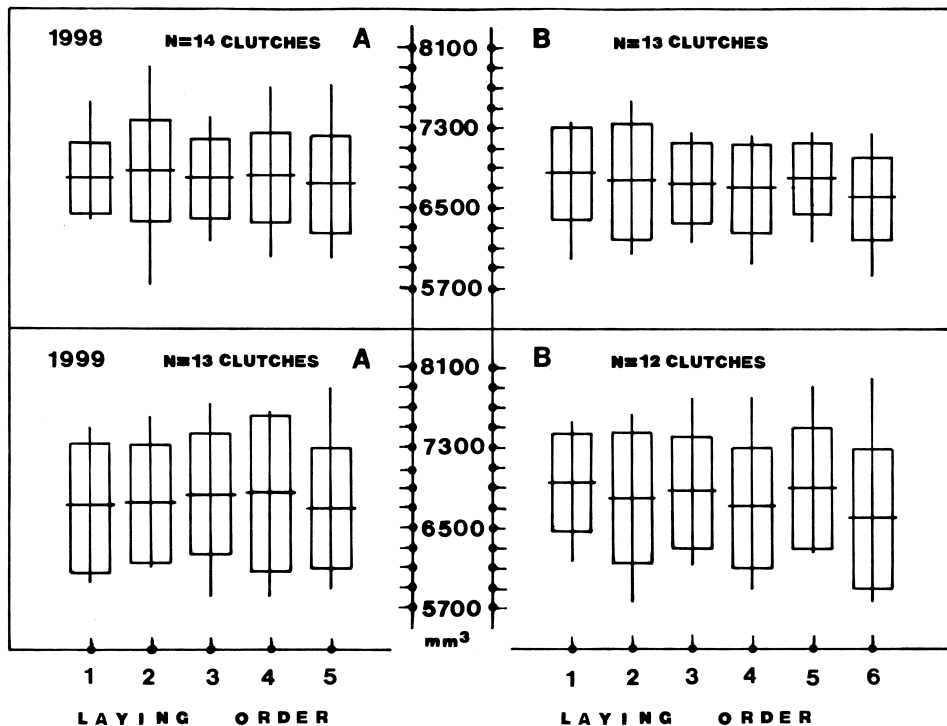 1998 N=14 CLUTCHES A
8100
7300
6500
5700
B N=13 CLUTCHES
1999 N=13 CLUTCHES A
8100
7300
6500
5700
mm³
B N=12 CLUTCHES
1 2 3 4 5
LAYING ORDER
1 2 3 4 5 6
LAYING ORDER